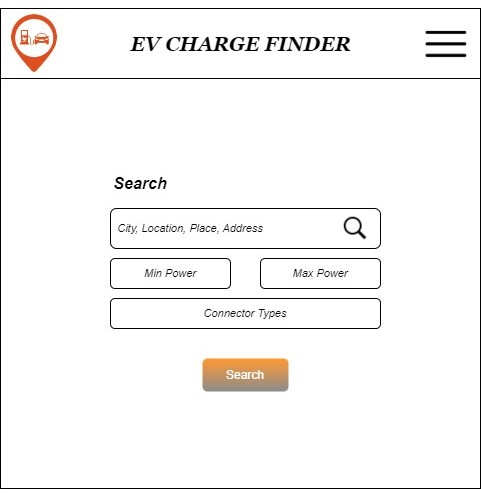 EV CHARGE FINDER
Search
City, Location, Place, Address
Min Power
Max Power
Connector Types
Search